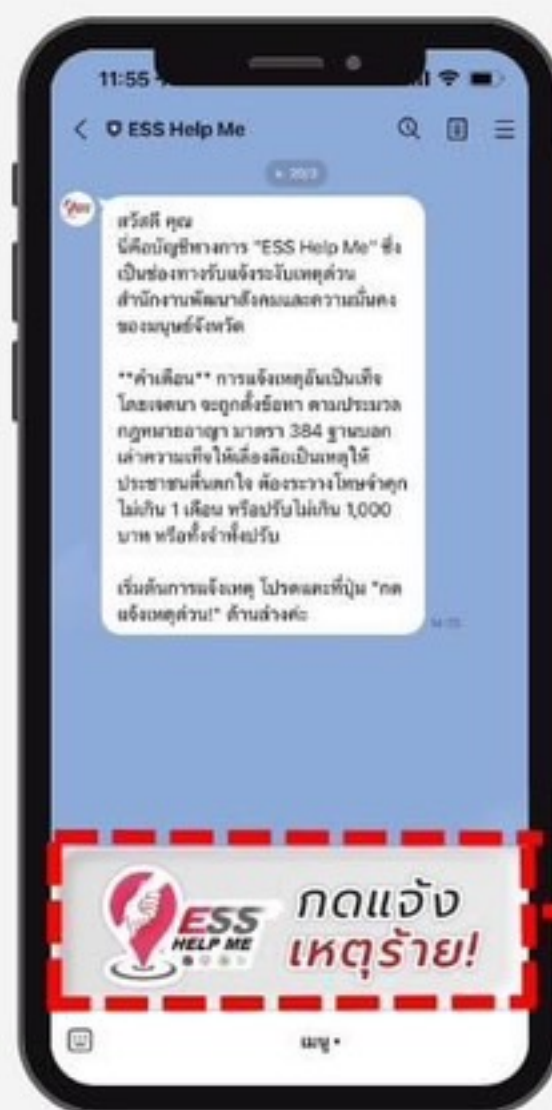 11:55
ESS Help Me
สวัสดี คุณ
นี่คือบัญชีทางการ "ESS Help Me" ซึ่ง
เป็นช่องทางรับแจ้งระงับเหตุด่วน
สำนักงานพัฒนาสังคมและความมั่นคง
ของมนุษย์จังหวัด
**คำเตือน** การแจ้งเหตุอันเป็นเท็จ
โดยเจตนา จะถูกตั้งข้อหา ตามประมวล
กฎหมายอาญา มาตรา 384 ฐานบอก
เล่าความเท็จให้เลื่องลือเป็นเหตุให้
ประชาชนตื่นตกใจ ต้องระวางโทษจำคุก
ไม่เกิน 1 เดือน หรือปรับไม่เกิน 1,000
บาท หรือทั้งจำทั้งปรับ
เริ่มต้นการแจ้งเหตุ โปรดแตะที่ปุ่ม "กด
แจ้งเหตุด่วน!" ด้านล่างค่ะ
ESS
HELP ME
กดแจ้ง
เหตุร้าย!
เมนู